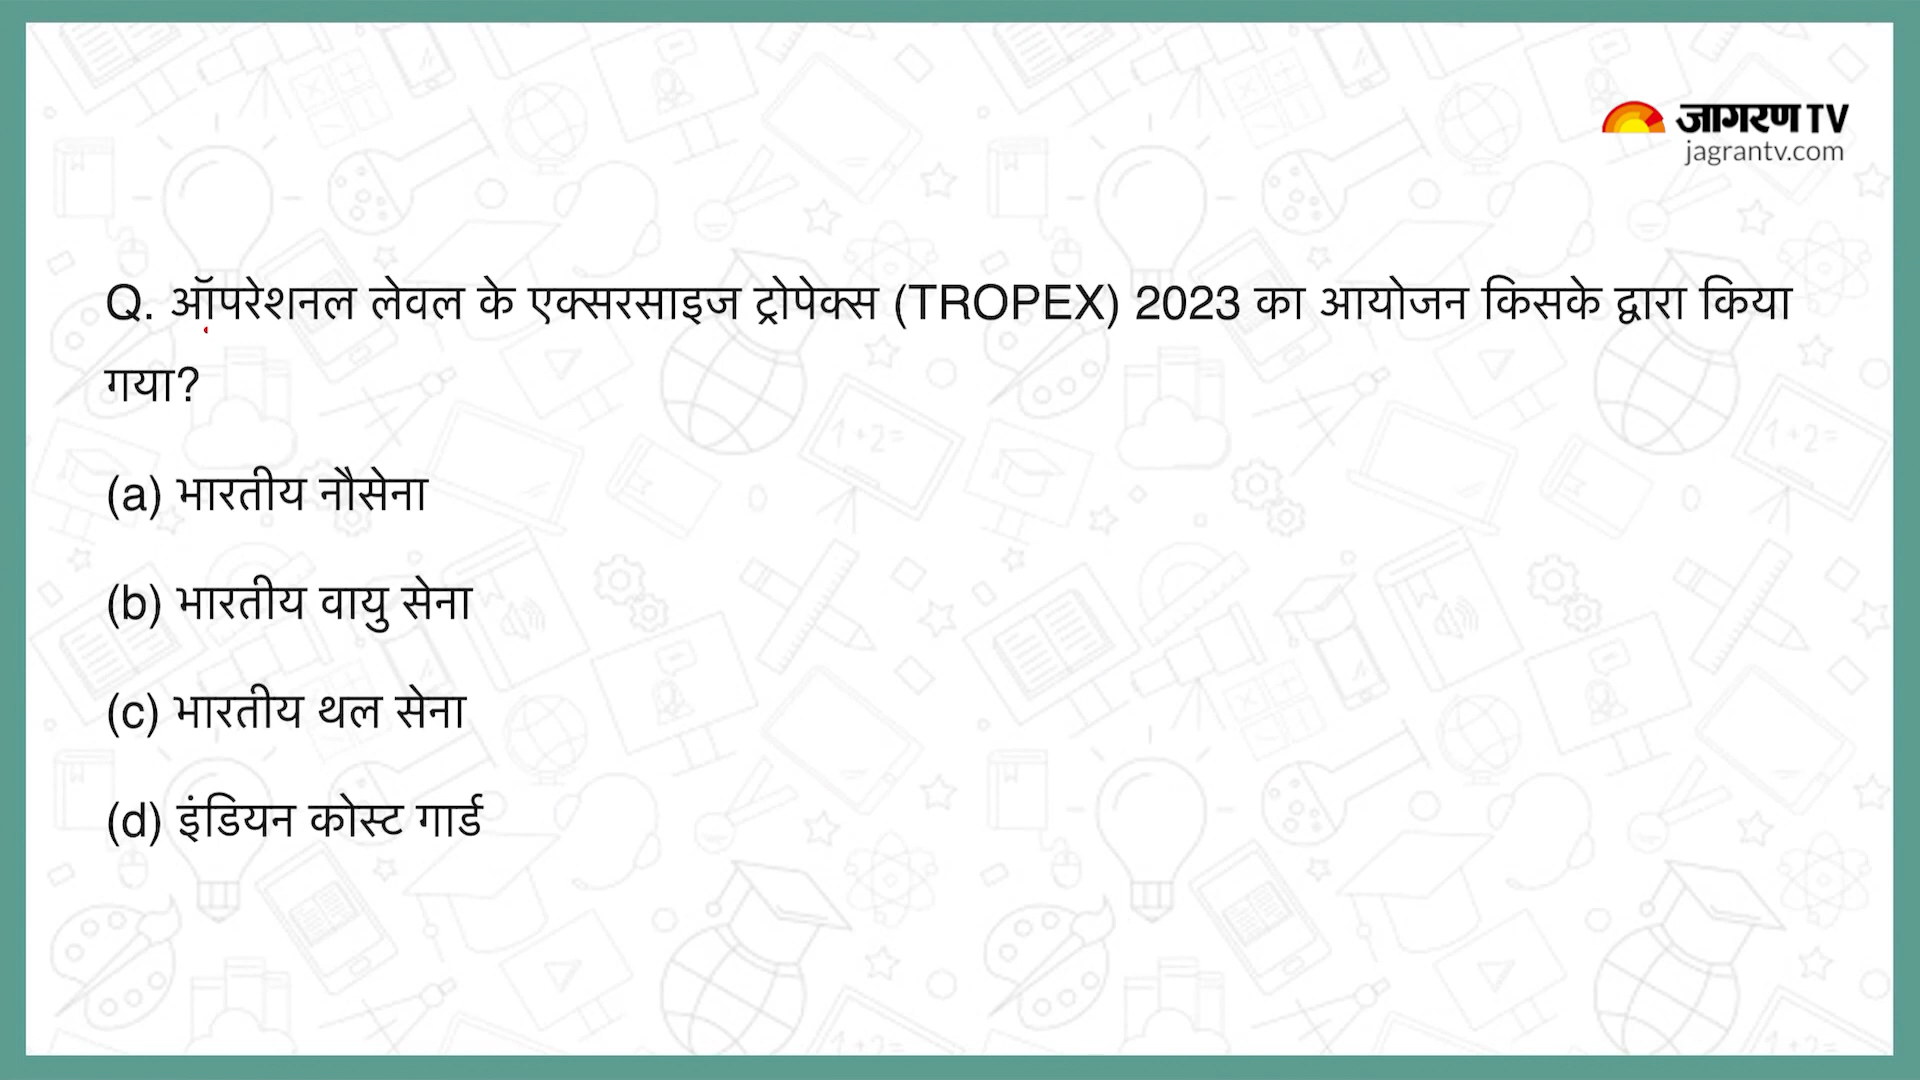 जागरण TV
jagrantv.com
Q. ऑपरेशनल लेवल के एक्सरसाइज ट्रोपेक्स (TROPEX) 2023 का आयोजन किसके द्वारा किया
गया?
(a) भारतीय नौसेना
(b) भारतीय वायु सेना
(c) भारतीय थल सेना
(d) इंडियन कोस्ट गार्ड